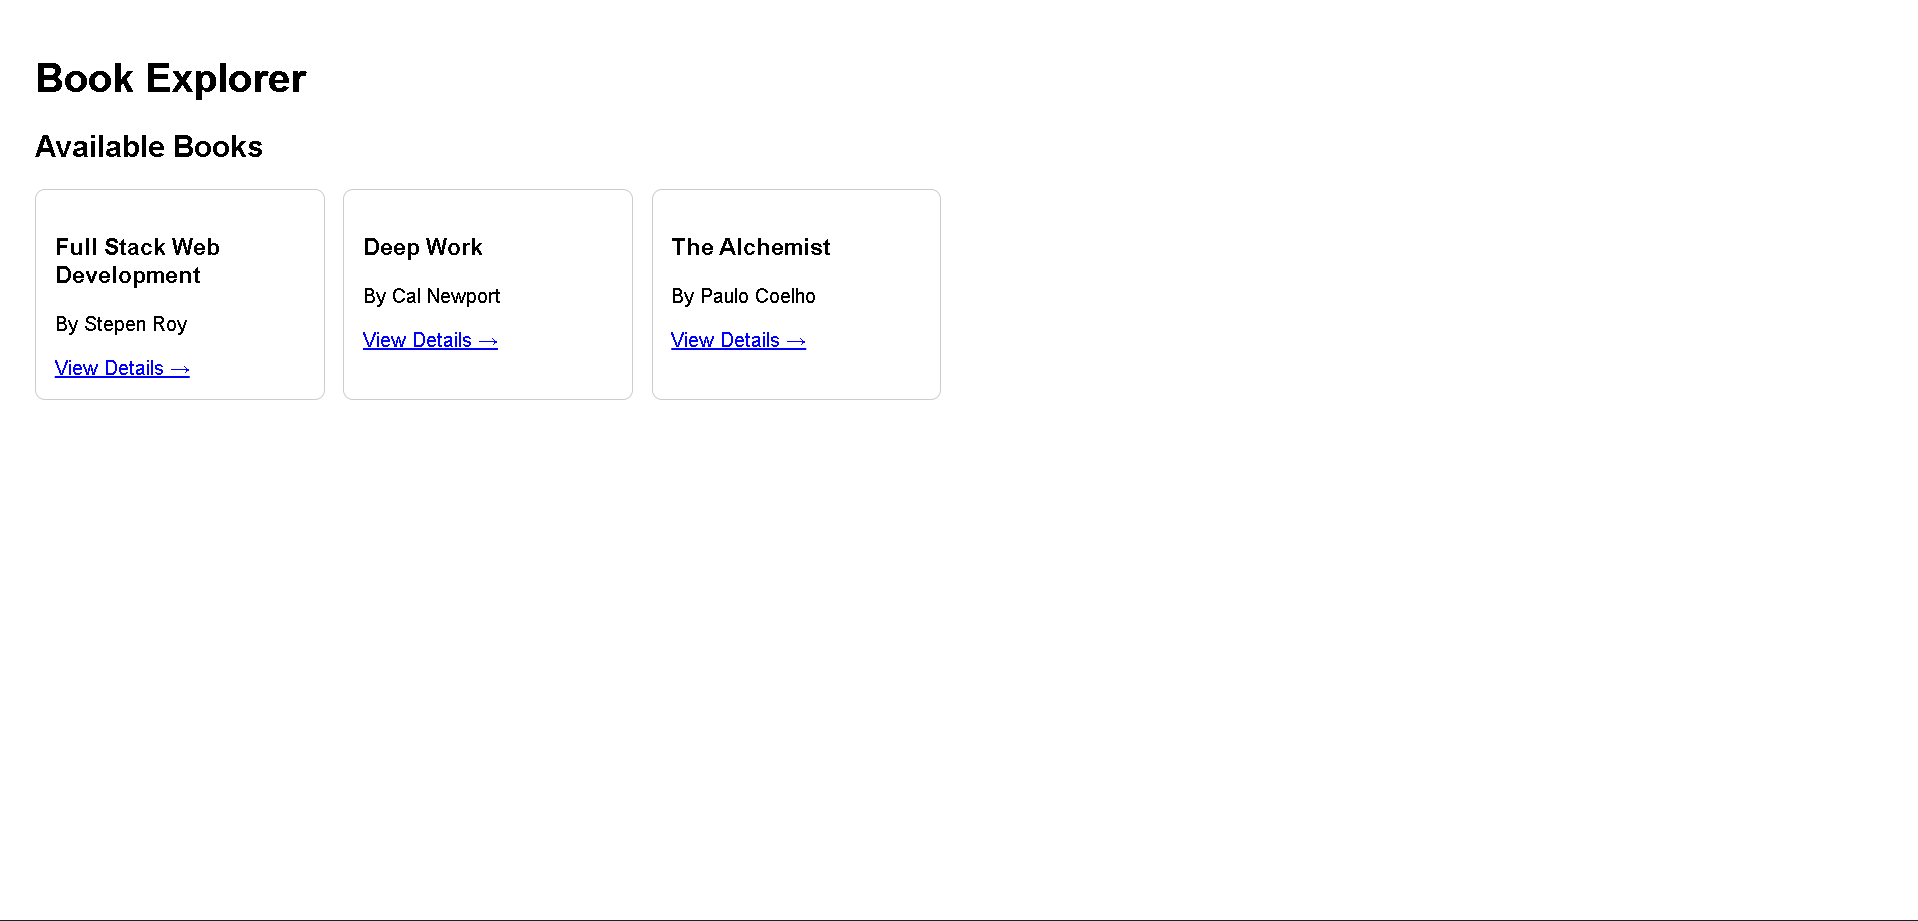 Book Explorer
Available Books
Full Stack Web
Development
By Stepen Roy
View Details →
Deep Work
By Cal Newport
View Details →
The Alchemist
By Paulo Coelho
View Details →